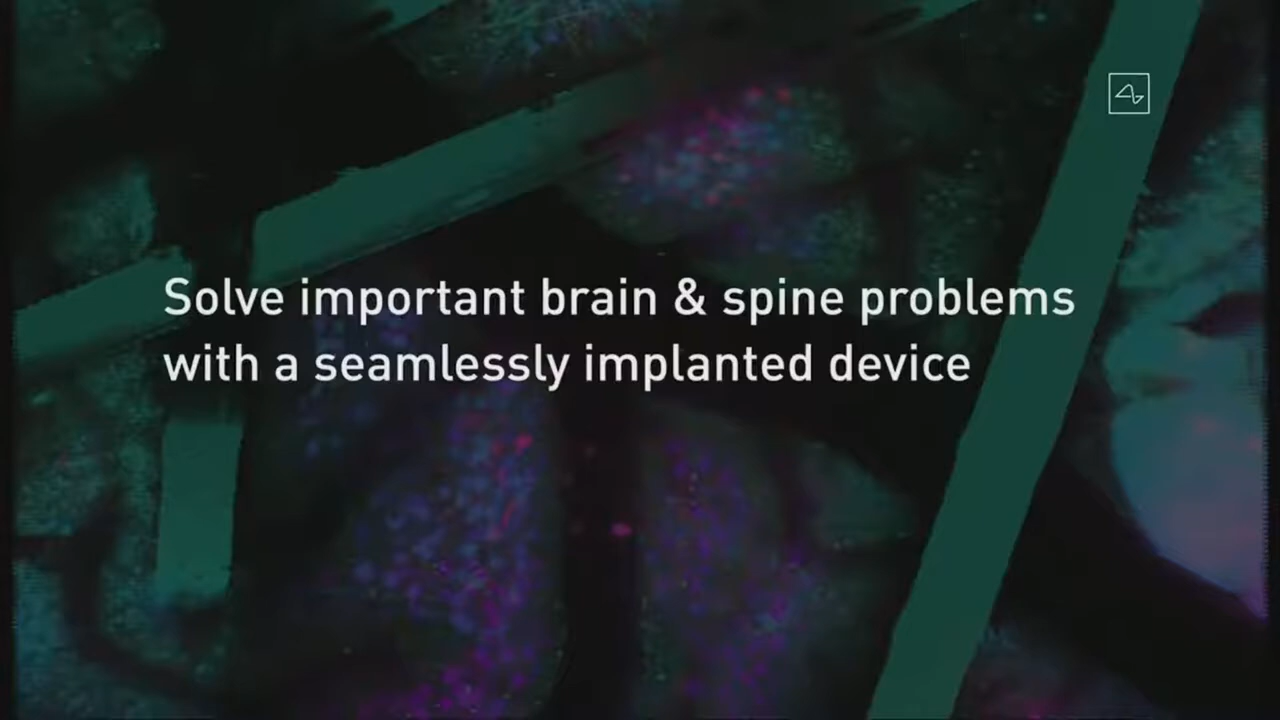 Solve important brain & spine problems
with a seamlessly implanted device